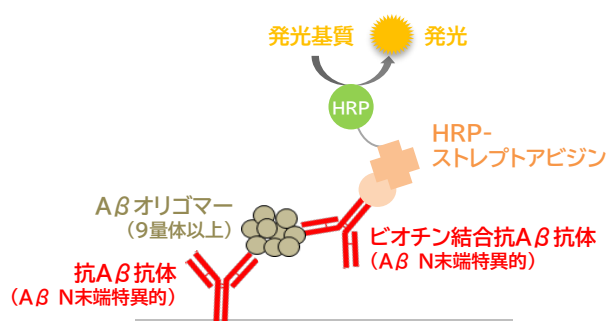 発光基質
発光
HRP
HRP-
ストレプトアビジン
Aβオリゴマー
(9量体以上)
ビオチン結合抗Aβ抗体
(Aβ N末端特異的)
抗Aβ抗体
(Aβ N末端特異的)